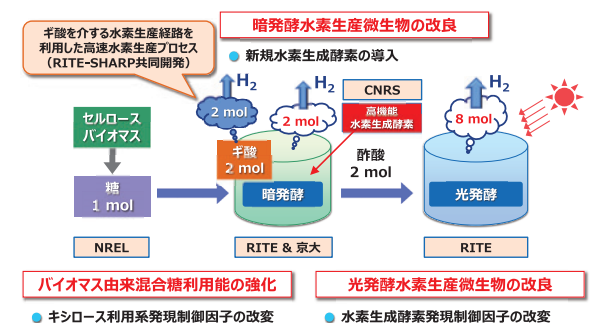 ギ酸を介する水素生産経路を
利用した高速水素生産プロセス
（RITE-SHARP共同開発）
暗発酵水素生産微生物の改良
● 新規水素生成酵素の導入
H2
H2
H2
2 mol
2 mol
8 mol
CNRS
高機能
水素生成酵素
セルロース
バイオマス
ギ酸
2 mol
糖
1 mol
暗発酵
酢酸
2 mol
光発酵
NREL
RITE & 京大
RITE
バイオマス由来混合糖利用能の強化
光発酵水素生産微生物の改良
● キシロース利用系発現制御因子の改変
● 水素生成酵素発現制御因子の改変